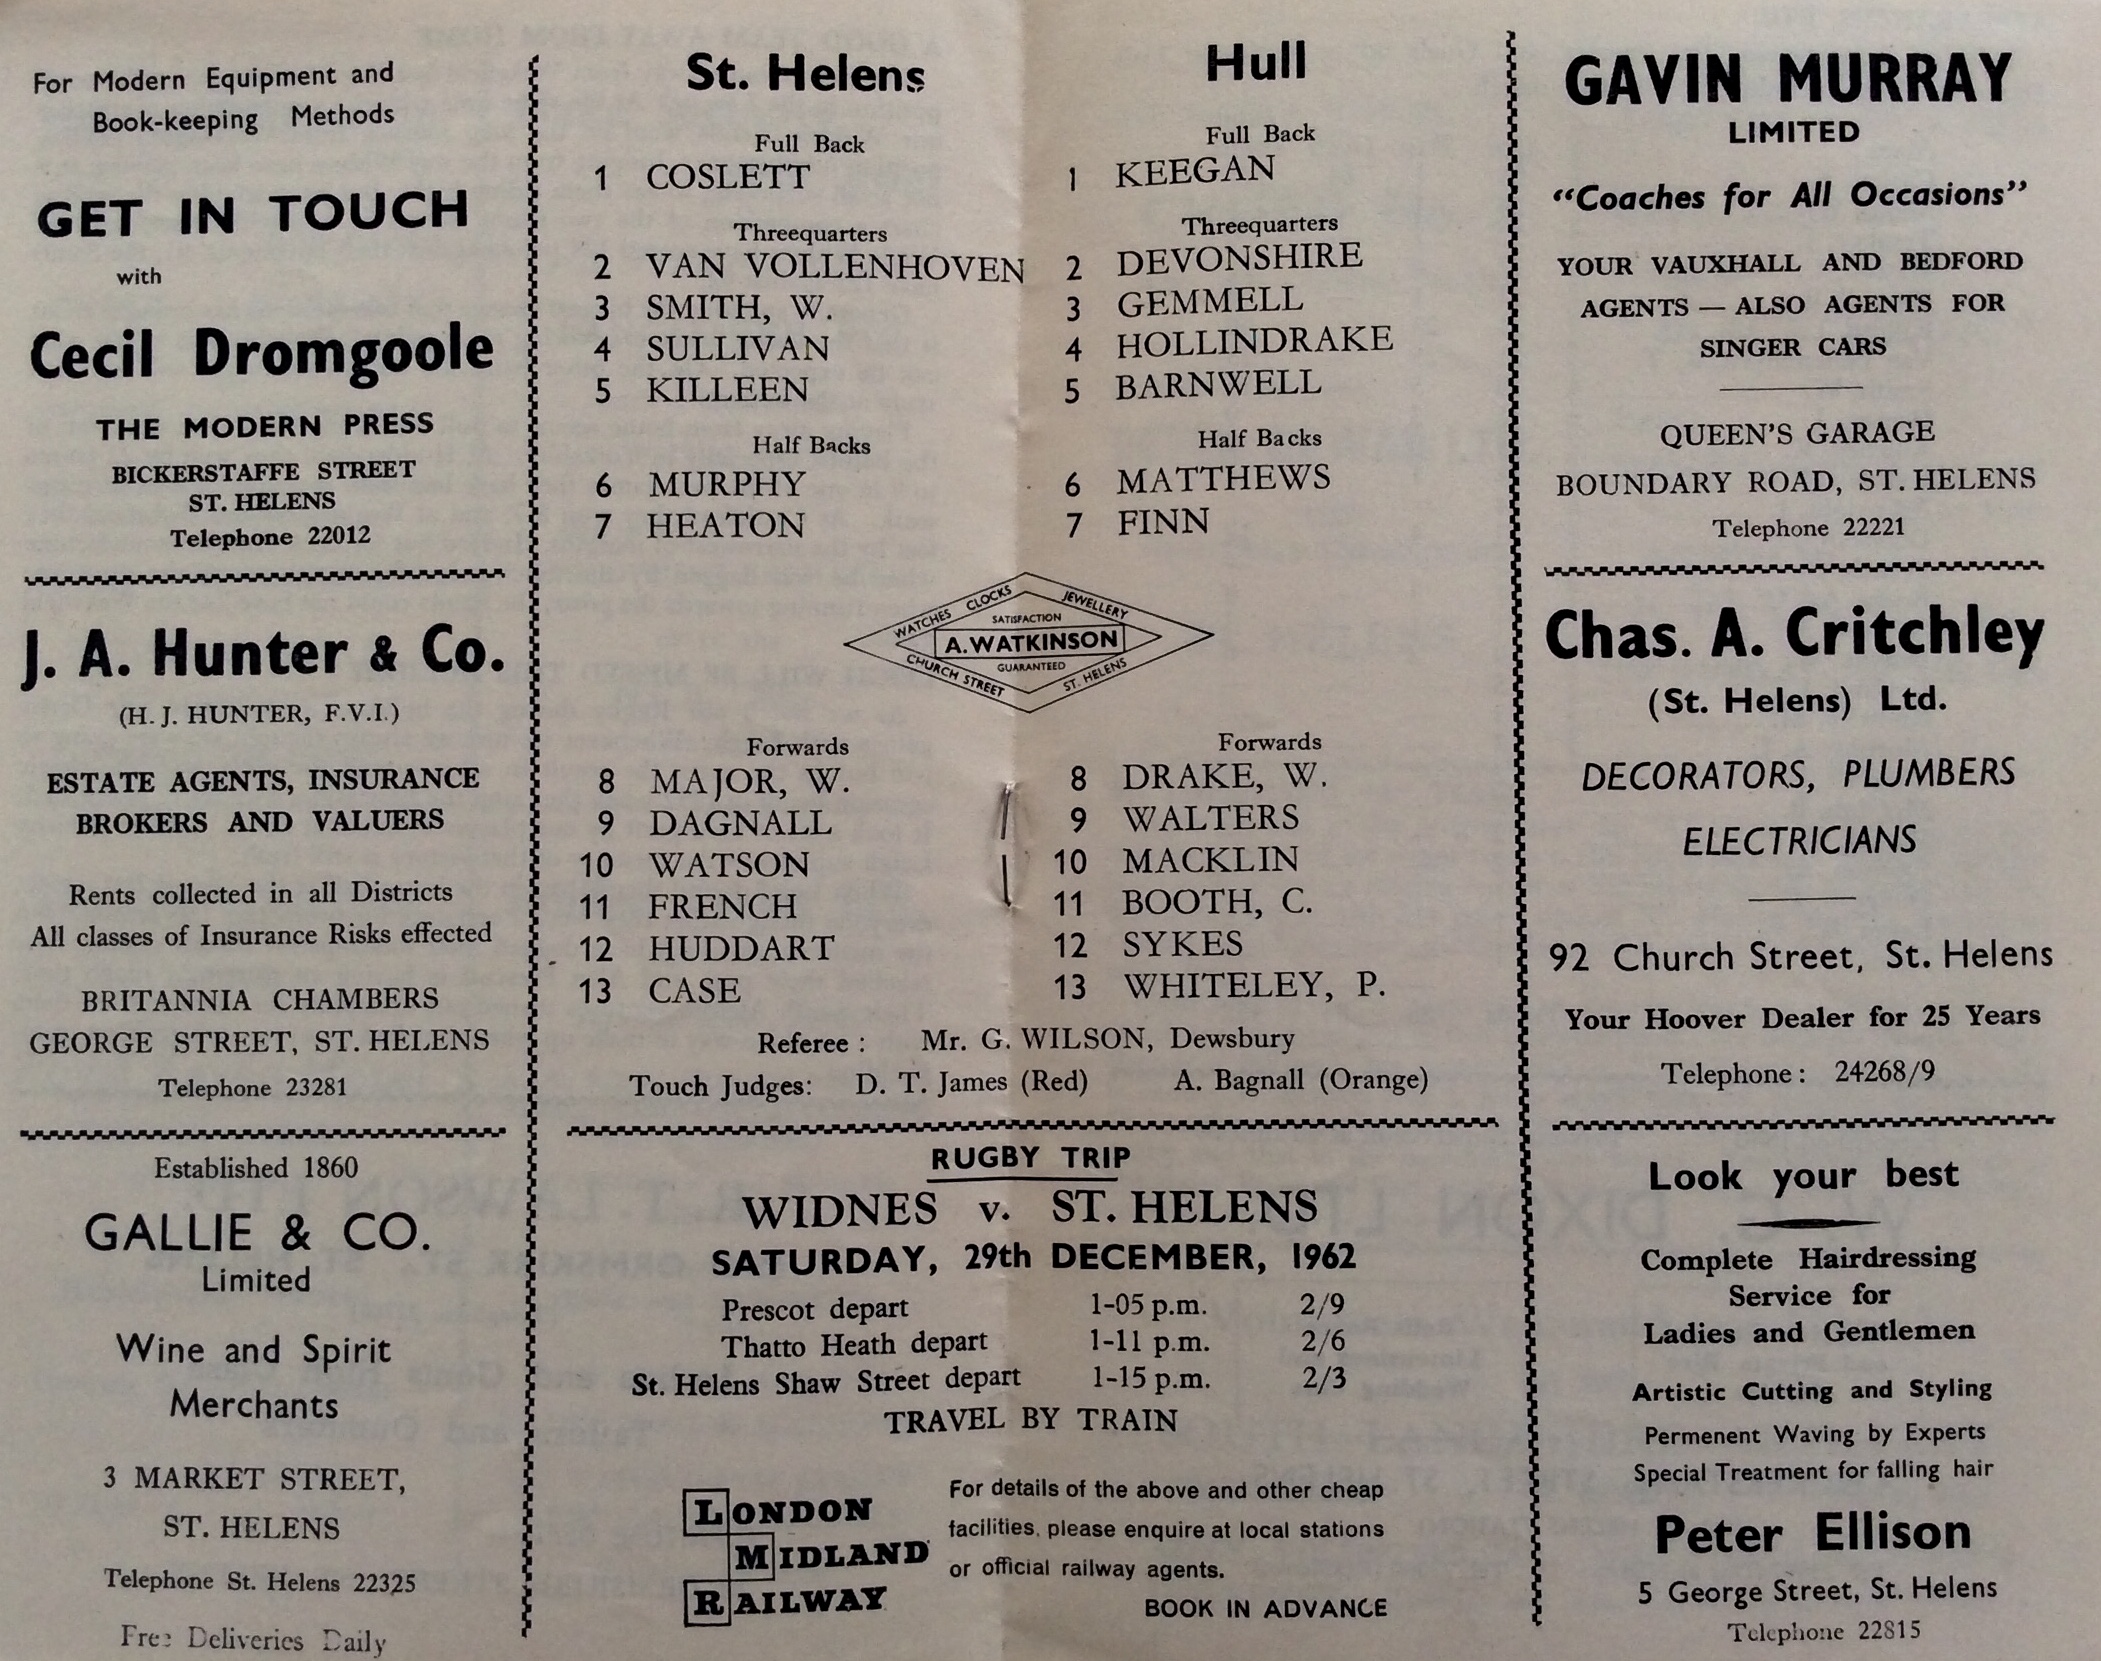 For Modern Equipment and
Book-keeping Methods
GET IN TOUCH
with
Cecil Dromgoole
THE MODERN PRESS
BICKERSTAFFE STREET
ST. HELENS
Telephone 22012
J. A. Hunter & Co.
(H. J. HUNTER, F.V.I.)
ESTATE AGENTS, INSURANCE
BROKERS AND VALUERS
Rents collected in all Districts
All classes of Insurance Risks effected
BRITANNIA CHAMBERS
GEORGE STREET, ST. HELENS
Telephone 23281
Established 1860
GALLIE & CO.
Limited
Wine and Spirit
Merchants
3 MARKET STREET,
ST. HELENS
Telephone St. Helens 22325
Free Deliveries Daily
St. Helens
Full Back
1 COSLETT
Threequarters
2 VAN VOLLENHOVEN
3 SMITH, W.
4 SULLIVAN
5 KILLEEN
Half Backs
6 MURPHY
7 HEATON
Hull
Full Back
1 KEEGAN
Threequarters
2 DEVONSHIRE
3 GEMMELL
4 HOLLINDRAKE
5 BARNWELL
Half Backs
6 MATTHEWS
7 FINN
WATCHES CLOCKS JEWELLERY
SATISFACTION
A. WATKINSON
GUARANTEED
CHURCH STREET ST. HELENS
Forwards
8 MAJOR, W.
9 DAGNALL
10 WATSON
11 FRENCH
12 HUDDART
13 CASE
Forwards
8 DRAKE, W.
9 WALTERS
10 MACKLIN
11 BOOTH, C.
12 SYKES
13 WHITELEY, P.
Referee : Mr. G. WILSON, Dewsbury
Touch Judges: D. T. James (Red) A. Bagnall (Orange)
RUGBY TRIP
WIDNES v. ST. HELENS
SATURDAY, 29th DECEMBER, 1962
Prescot depart 1-05 p.m. 2/9
Thatto Heath depart 1-11 p.m. 2/6
St. Helens Shaw Street depart 1-15 p.m. 2/3
TRAVEL BY TRAIN
LONDON
MIDLAND
RAILWAY
For details of the above and other cheap
facilities, please enquire at local stations
or official railway agents.
BOOK IN ADVANCE
GAVIN MURRAY
LIMITED
"Coaches for All Occasions"
YOUR VAUXHALL AND BEDFORD
AGENTS — ALSO AGENTS FOR
SINGER CARS
QUEEN'S GARAGE
BOUNDARY ROAD, ST. HELENS
Telephone 22221
Chas. A. Critchley
(St. Helens) Ltd.
DECORATORS, PLUMBERS
ELECTRICIANS
92 Church Street, St. Helens
Your Hoover Dealer for 25 Years
Telephone : 24268/9
Look your best
Complete Hairdressing
Service for
Ladies and Gentlemen
Artistic Cutting and Styling
Permenent Waving by Experts
Special Treatment for falling hair
Peter Ellison
5 George Street, St. Helens
Telephone 22815